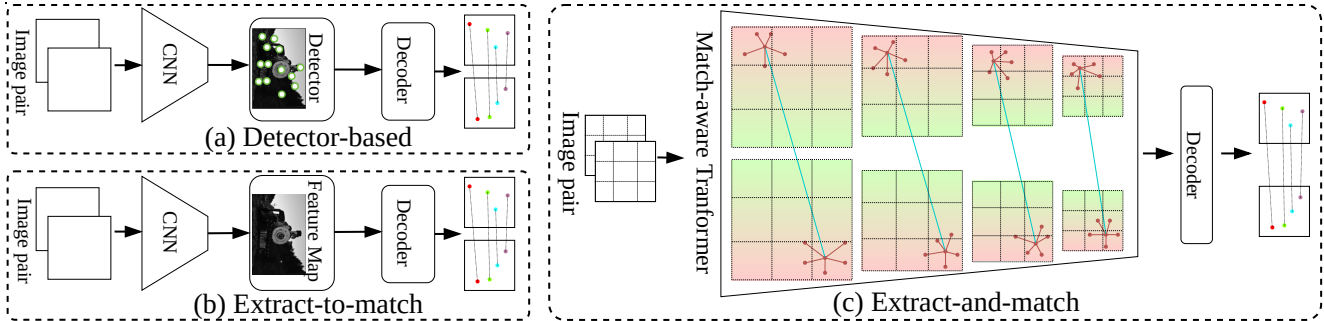 Image pair
CNN
Detector
Decoder
(a) Detector-based
Image pair
CNN
Feature Map
Decoder
(b) Extract-to-match
Image pair
Match-aware Tranformer
Decoder
(c) Extract-and-match